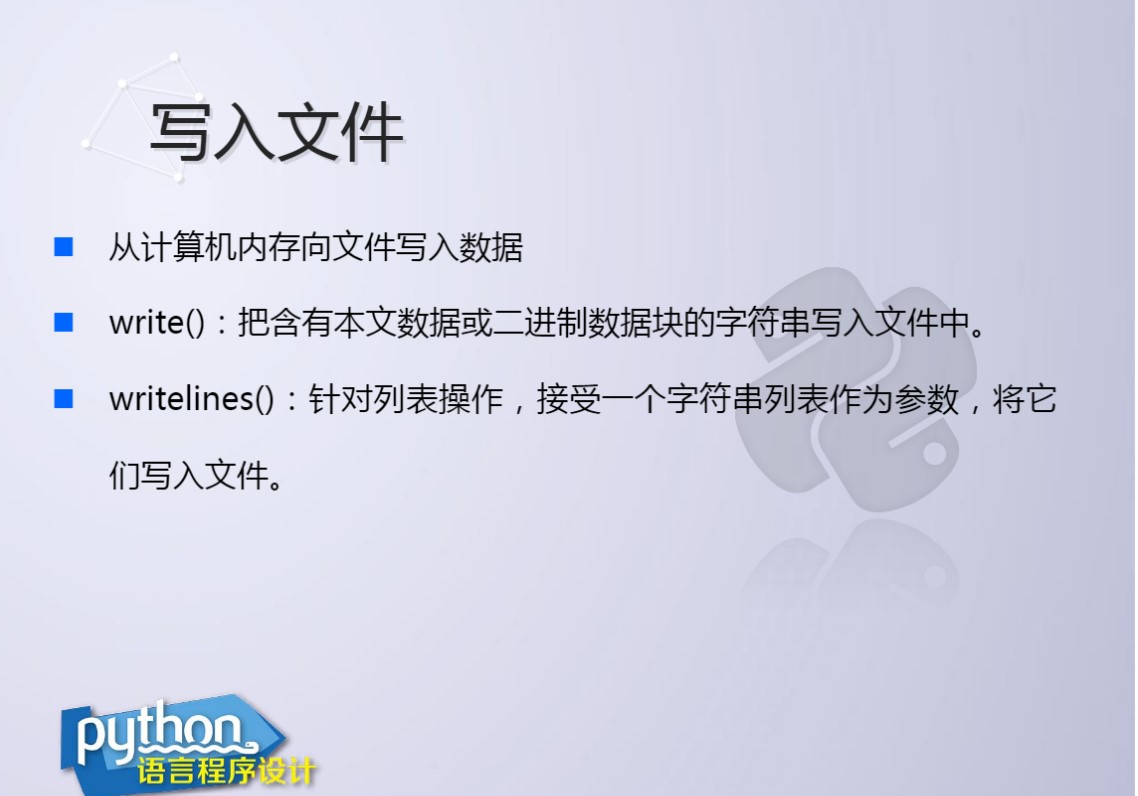 写入文件
从计算机内存向文件写入数据
write()：把含有本文数据或二进制数据块的字符串写入文件中。
writelines()：针对列表操作，接受一个字符串列表作为参数，将它
们写入文件。
python
语言程序设计